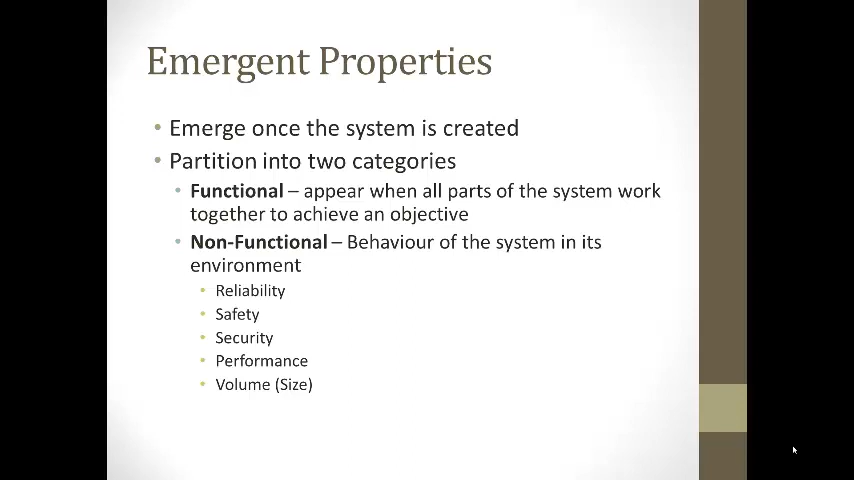 Emergent Properties
• Emerge once the system is created
• Partition into two categories
• Functional – appear when all parts of the system work
together to achieve an objective
• Non-Functional – Behaviour of the system in its
environment
• Reliability
• Safety
• Security
• Performance
• Volume (Size)